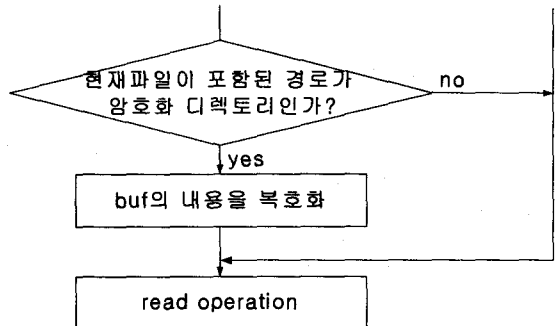 현재파일이 포함된 경로가
암호화 디렉토리인가?
no
yes
buf의 내용을 복호화
read operation